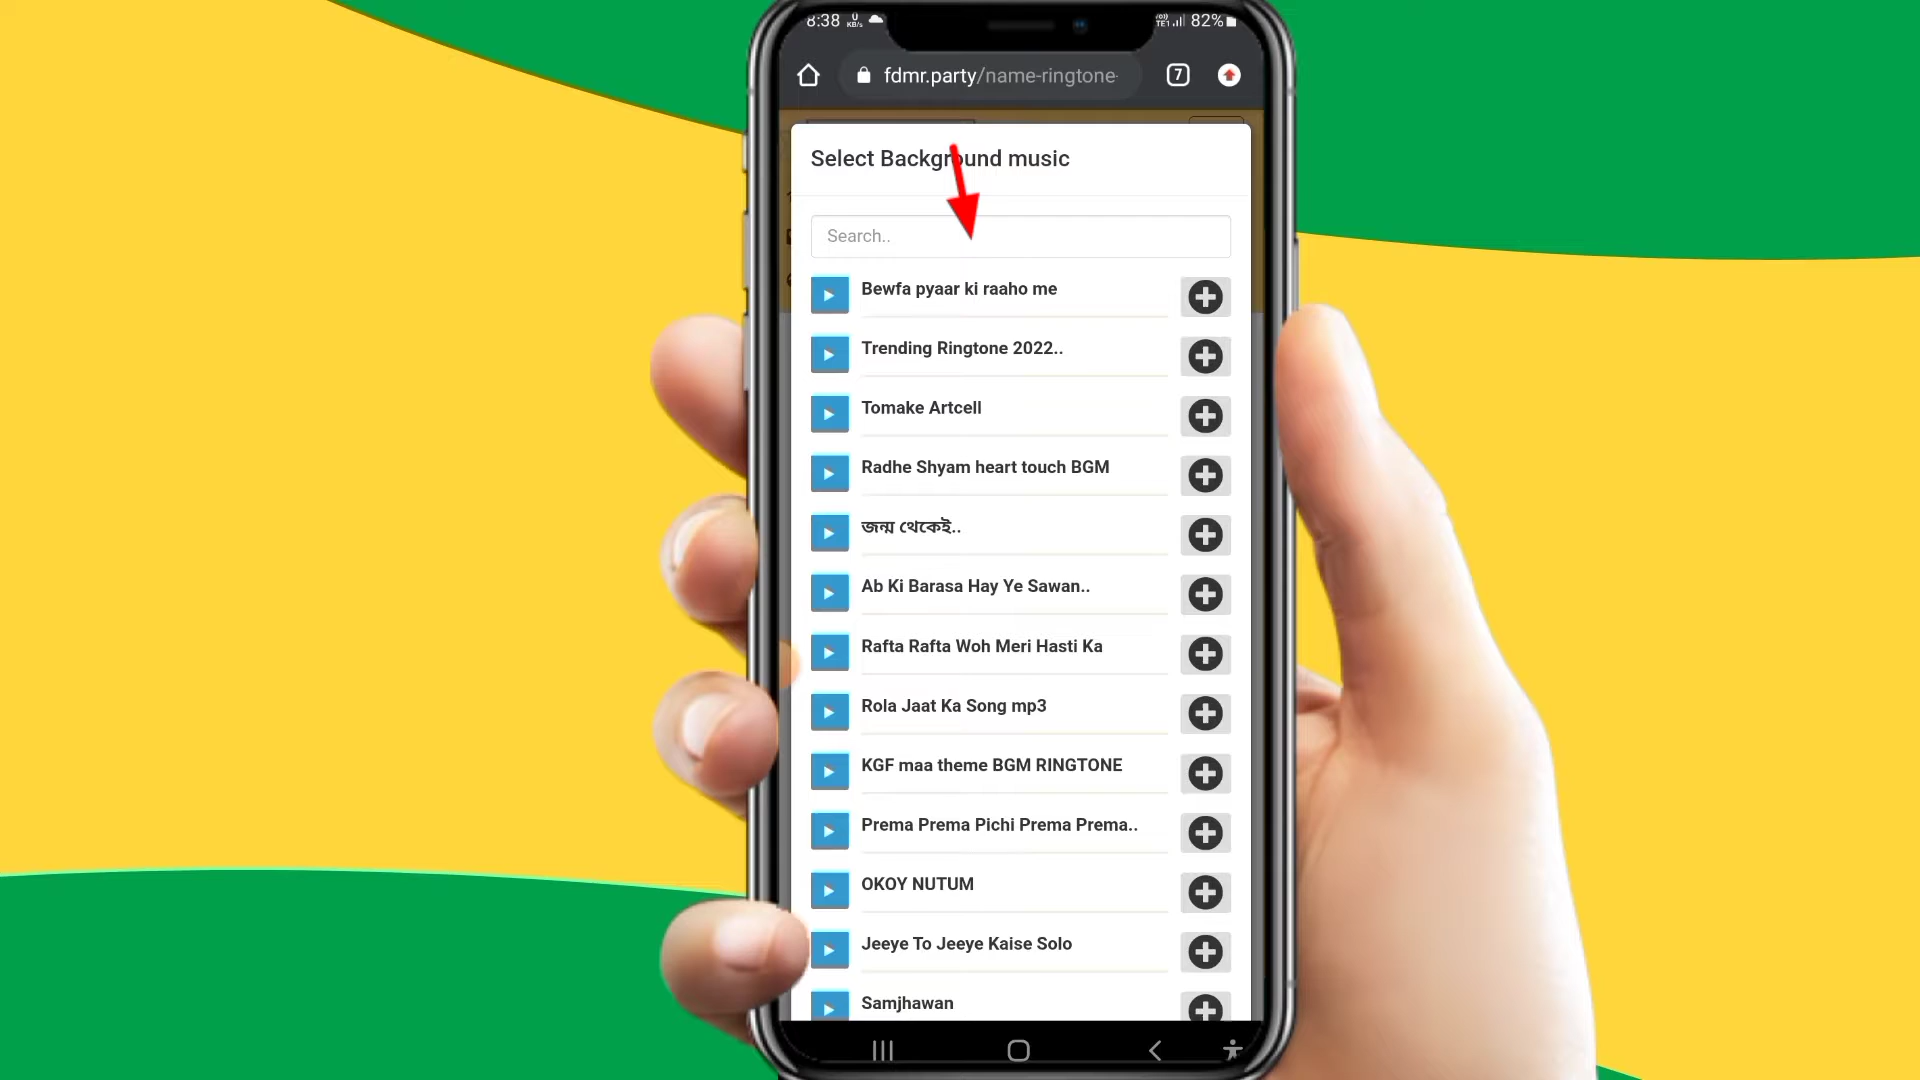 8:38 0 KB/s 82%
fdmr.party/name-ringtone- 7
Select Background music
Search..
Bewfa pyaar ki raaho me
Trending Ringtone 2022..
Tomake Artcell
Radhe Shyam heart touch BGM
জন্ম থেকেই..
Ab Ki Barasa Hay Ye Sawan..
Rafta Rafta Woh Meri Hasti Ka
Rola Jaat Ka Song mp3
KGF maa theme BGM RINGTONE
Prema Prema Pichi Prema Prema..
OKOY NUTUM
Jeeye To Jeeye Kaise Solo
Samjhawan